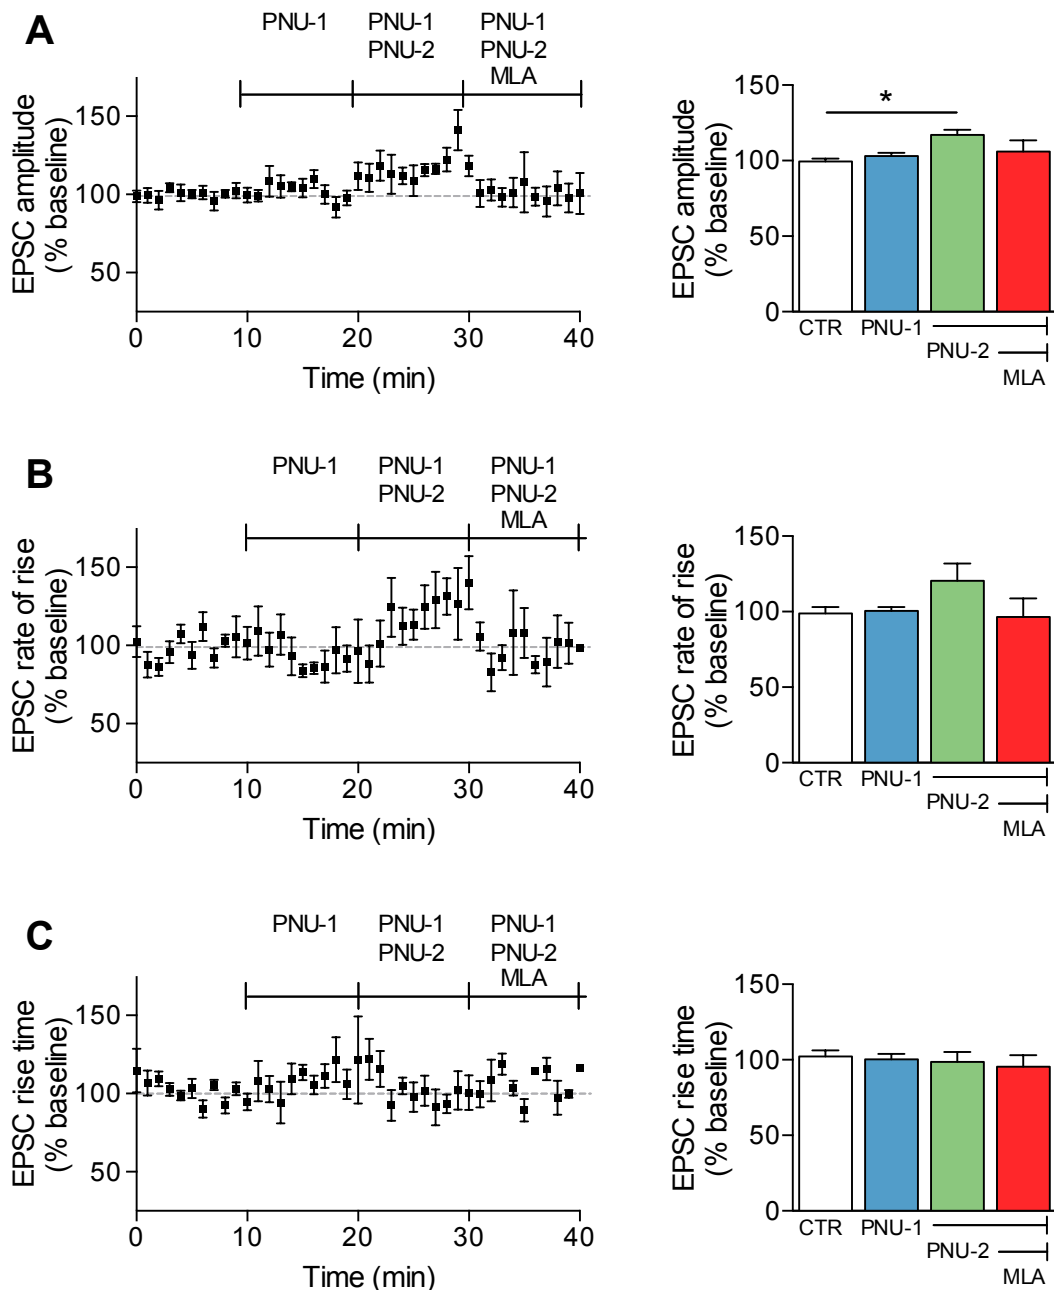 A
PNU-1
PNU-1
PNU-2
PNU-1
PNU-2
MLA
EPSC amplitude
(% baseline)
150
100
50
0
10
20
30
40
Time (min)
EPSC amplitude
(% baseline)
150
100
50
0
*
CTR
PNU-1
PNU-2
MLA
B
PNU-1
PNU-1
PNU-2
PNU-1
PNU-2
MLA
EPSC rate of rise
(% baseline)
150
100
50
0
10
20
30
40
Time (min)
EPSC rate of rise
(% baseline)
150
100
50
0
CTR
PNU-1
PNU-2
MLA
C
PNU-1
PNU-1
PNU-2
PNU-1
PNU-2
MLA
EPSC rise time
(% baseline)
150
100
50
0
10
20
30
40
Time (min)
EPSC rise time
(% baseline)
150
100
50
0
CTR
PNU-1
PNU-2
MLA